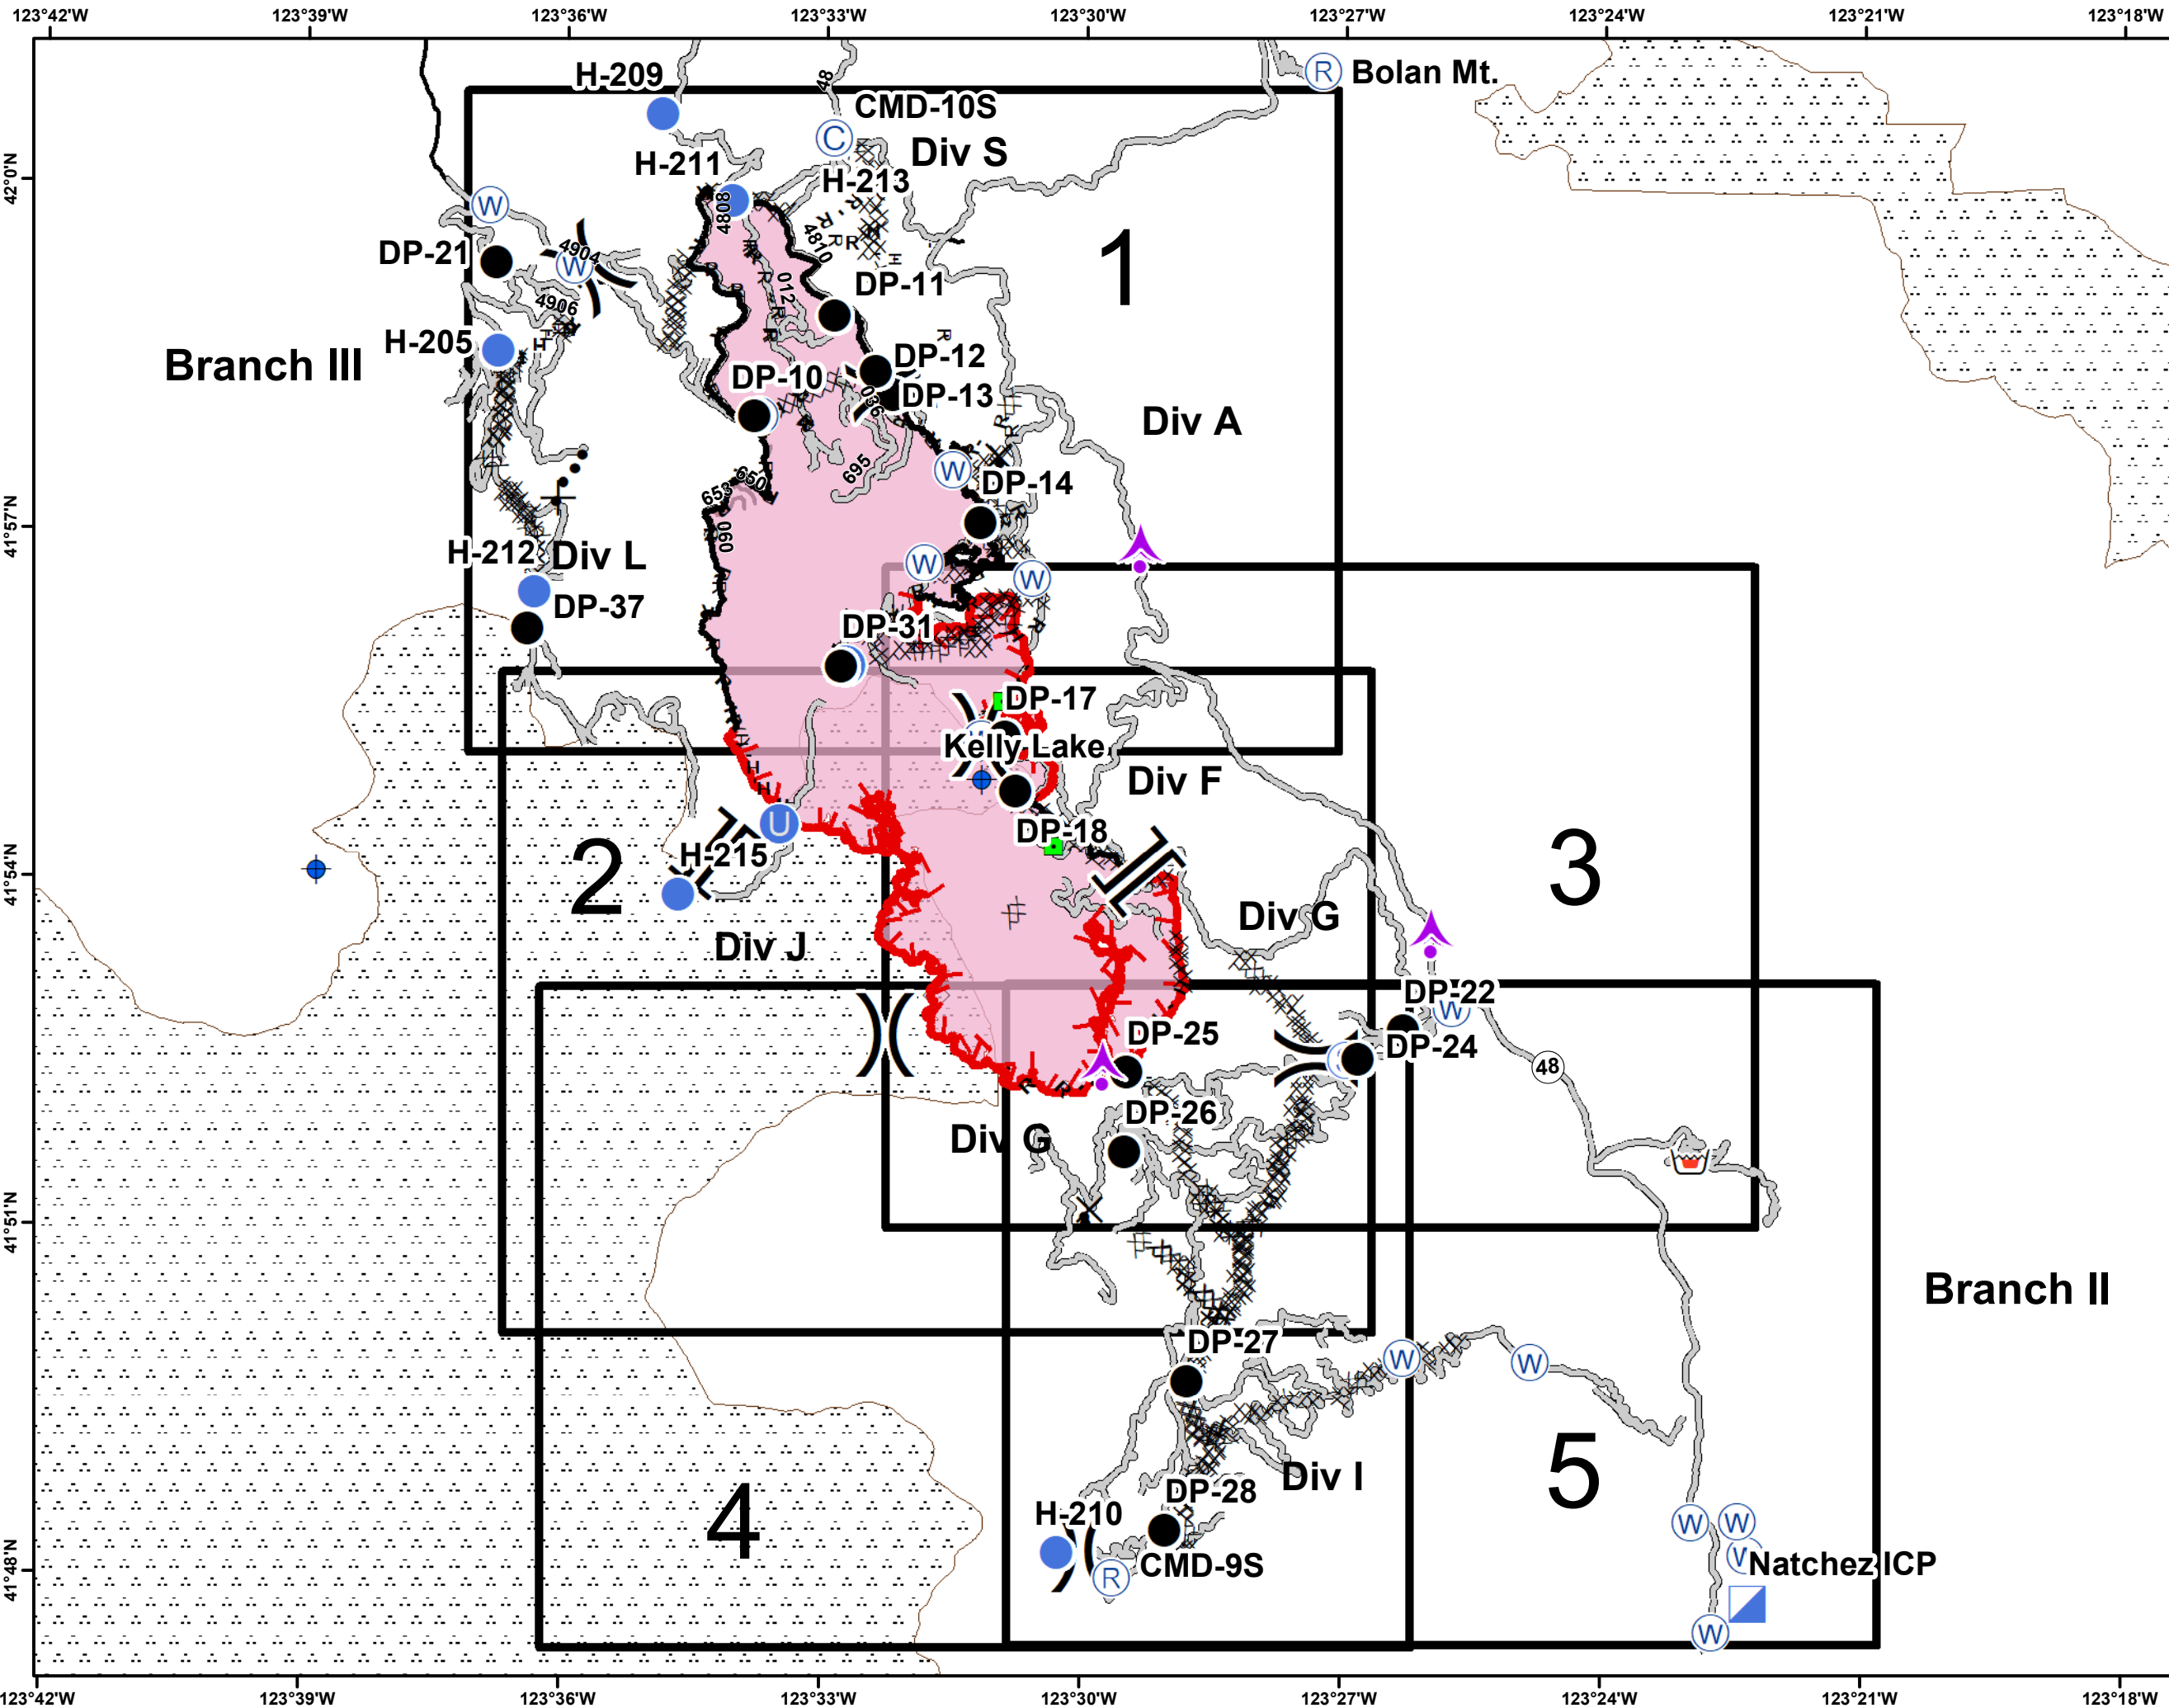 123°42'W 123°39'W 123°36'W 123°33'W 123°30'W 123°27'W 123°24'W 123°21'W 123°18'W
H-209
48
R Bolan Mt.
CMD-10S
C
Div S
H-211
H-213
42°0'N
W
4808
4810
DP-21
4904
W
012
DP-11
1
4906
H-205
Branch III
DP-12
DP-10
DP-13
036
Div A
695
W
650
653
DP-14
41°57'N
060
H-212
Div L
W
W
DP-37
DP-31
DP-17
Kelly Lake
Div F
U
DP-18
H-215
2
3
41°54'N
Div G
Div J
DP-22
W
DP-25
DP-24
48
DP-26
Div G
41°51'N
Branch II
DP-27
W
W
Div I
5
4
DP-28
H-210
W
W
CMD-9S
R
W
Natchez ICP
41°48'N
W
123°42'W 123°39'W 123°36'W 123°33'W 123°30'W 123°27'W 123°24'W 123°21'W 123°18'W